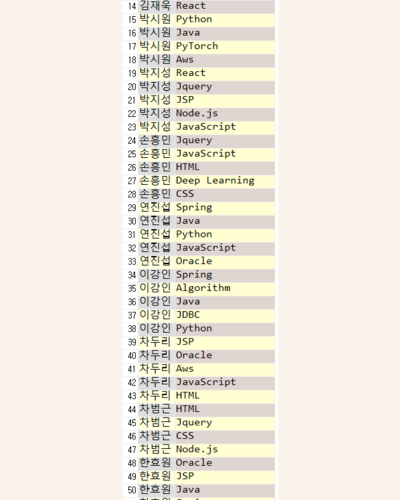 14 김재욱 React
15 박시원 Python
16 박시원 Java
17 박시원 PyTorch
18 박시원 Aws
19 박지성 React
20 박지성 Jquery
21 박지성 JSP
22 박지성 Node.js
23 박지성 JavaScript
24 손흥민 Jquery
25 손흥민 JavaScript
26 손흥민 HTML
27 손흥민 Deep Learning
28 손흥민 CSS
29 연진섭 Spring
30 연진섭 Java
31 연진섭 Python
32 연진섭 JavaScript
33 연진섭 Oracle
34 이강인 Spring
35 이강인 Algorithm
36 이강인 Java
37 이강인 JDBC
38 이강인 Python
39 차두리 JSP
40 차두리 Oracle
41 차두리 Aws
42 차두리 JavaScript
43 차두리 HTML
44 차범근 HTML
45 차범근 Jquery
46 차범근 CSS
47 차범근 Node.js
48 한효원 Oracle
49 한효원 JSP
50 한효원 Java